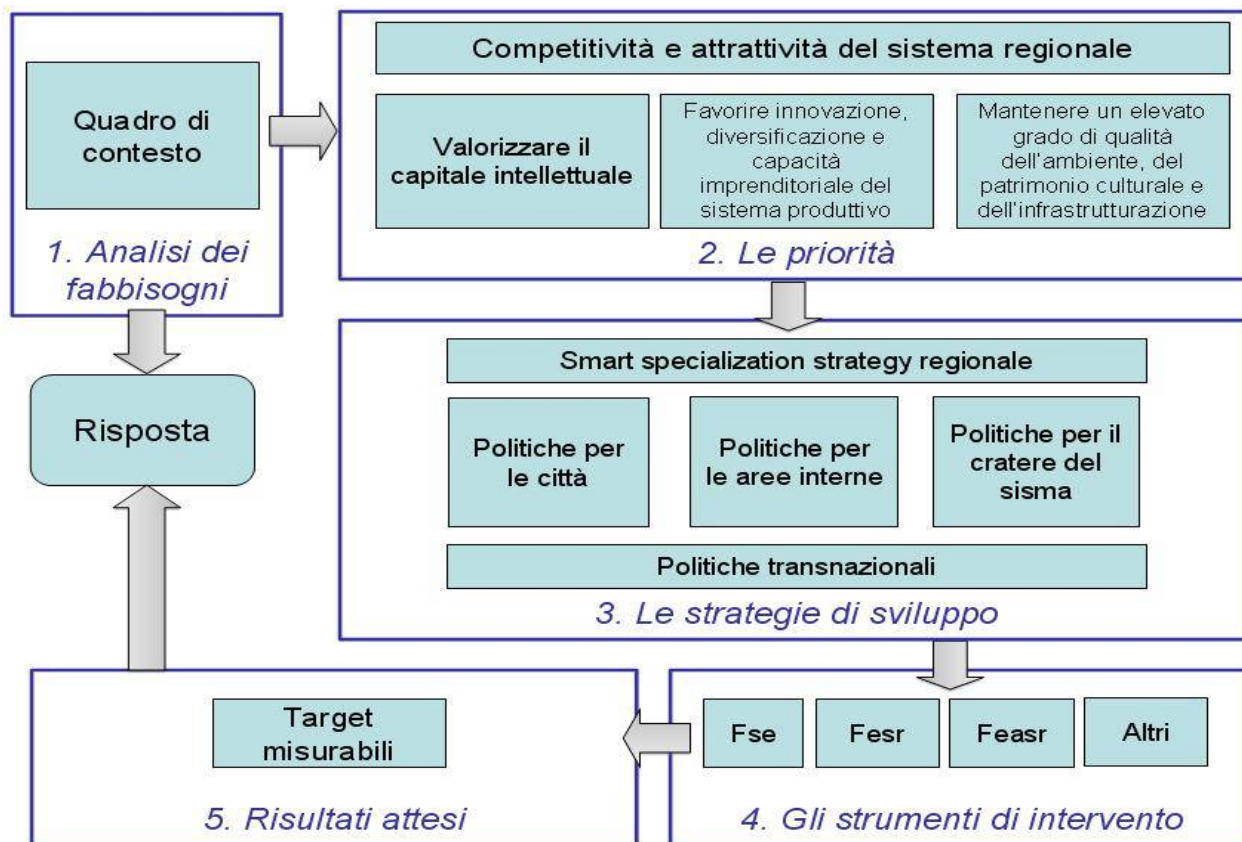 Quadro di
contesto
1. Analisi dei
fabbisogni
Competitività e attrattività del sistema regionale
Valorizzare il
capitale intellettuale
Favorire innovazione,
diversificazione e
capacità
imprenditoriale del
sistema produttivo
Mantenere un elevato
grado di qualità
dell'ambiente, del
patrimonio culturale e
dell'infrastrutturazione
2. Le priorità
Risposta
Smart specialization strategy regionale
Politiche per
le città
Politiche per
le aree interne
Politiche per il
cratere del
sisma
Politiche transnazionali
3. Le strategie di sviluppo
Target
misurabili
5. Risultati attesi
Fse
Fesr
Feasr
Altri
4. Gli strumenti di intervento